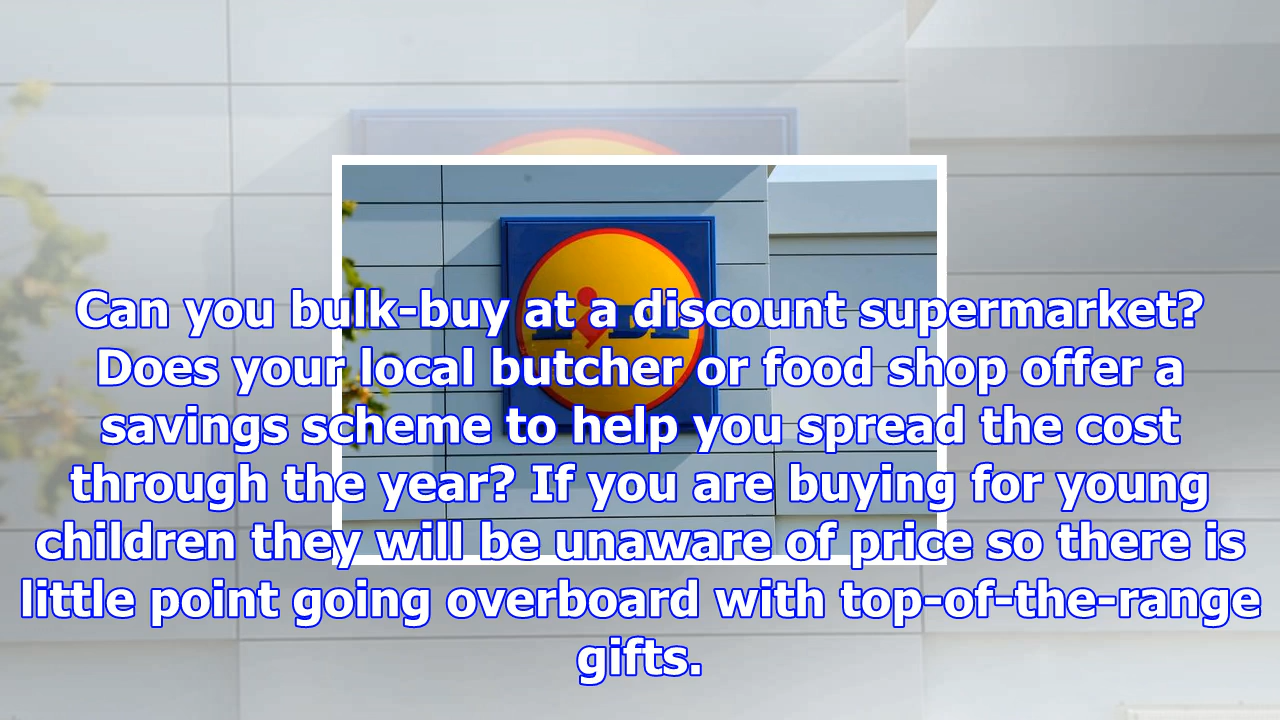 Can you bulk-buy at a discount supermarket?
Does your local butcher or food shop offer a
savings scheme to help you spread the cost
through the year? If you are buying for young
children they will be unaware of price so there is
little point going overboard with top-of-the-range
gifts.